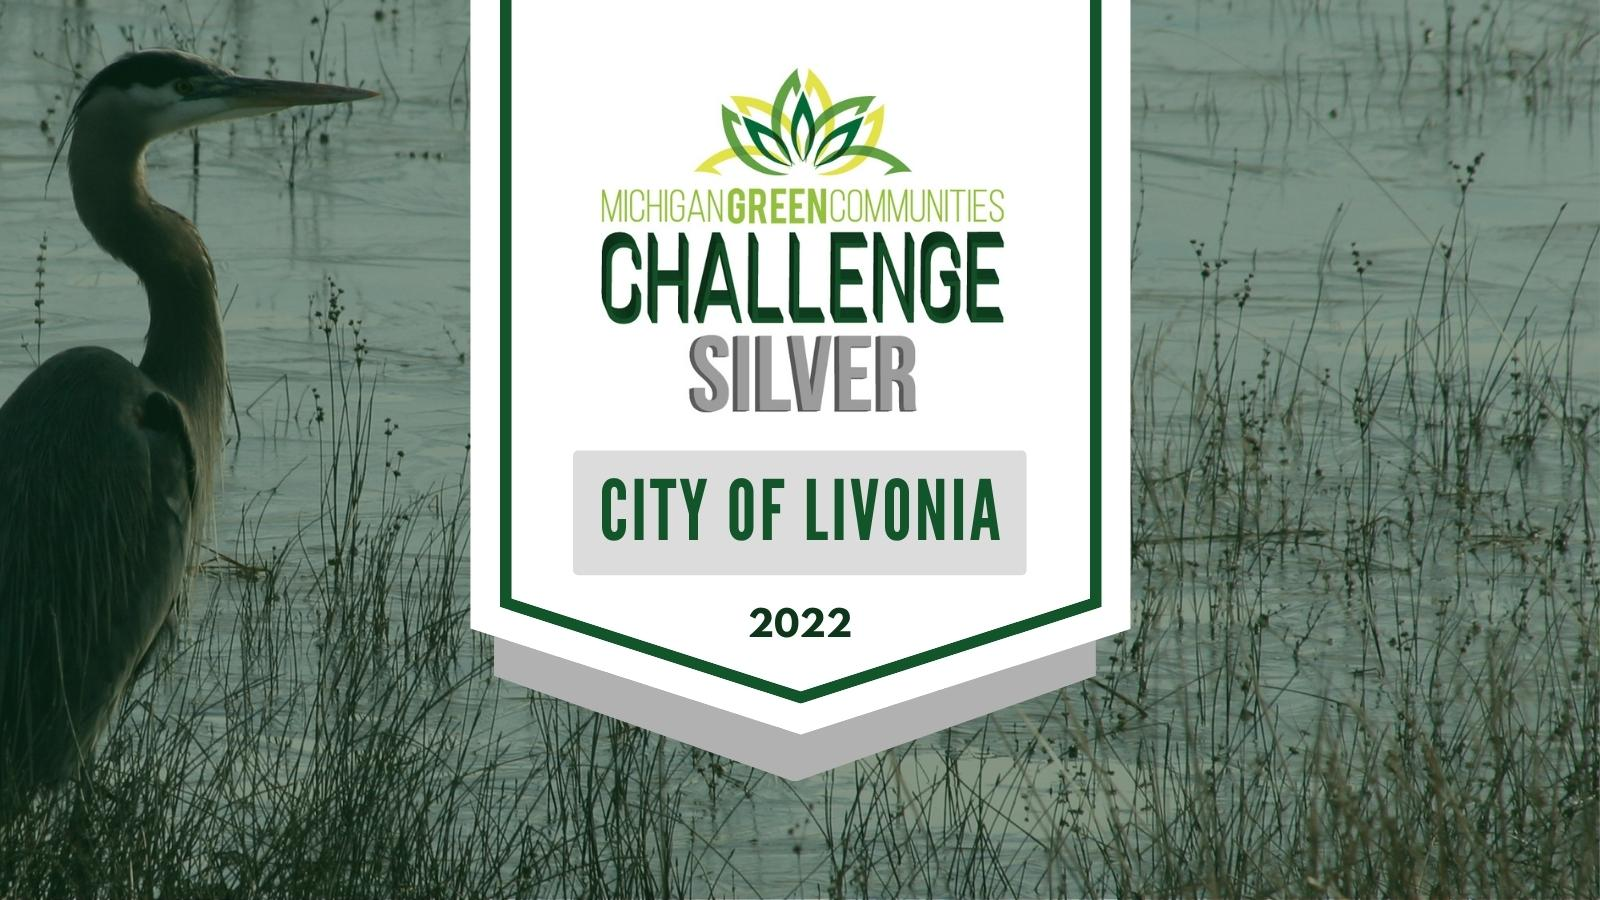 MICHIGANGREENCOMMUNITIES
CHALLENGE
SILVER
CITY OF LIVONIA
2022